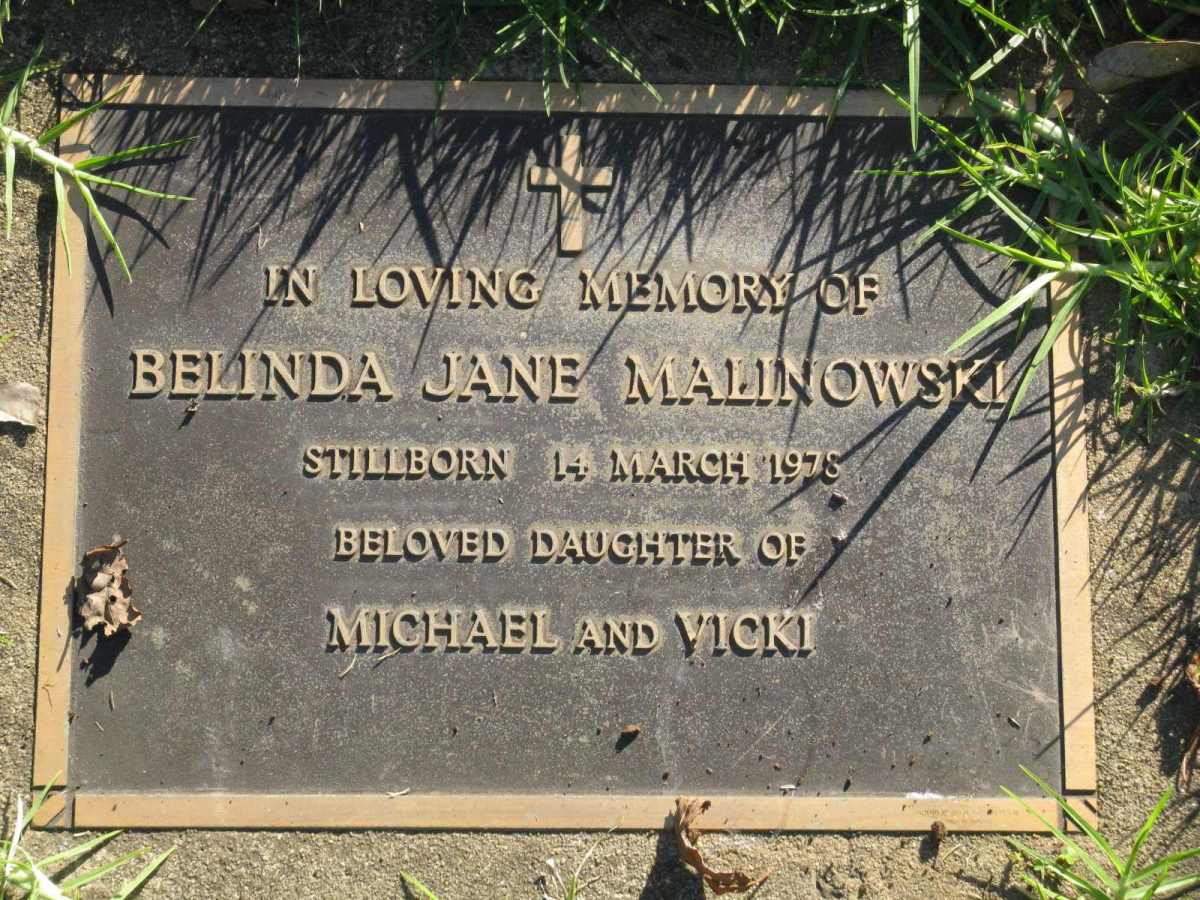 IN LOVING MEMORY OF
BELINDA JANE MALINOWSKI
STILLBORN 14 MARCH 1978
BELOVED DAUGHTER OF
MICHAEL AND VICKI